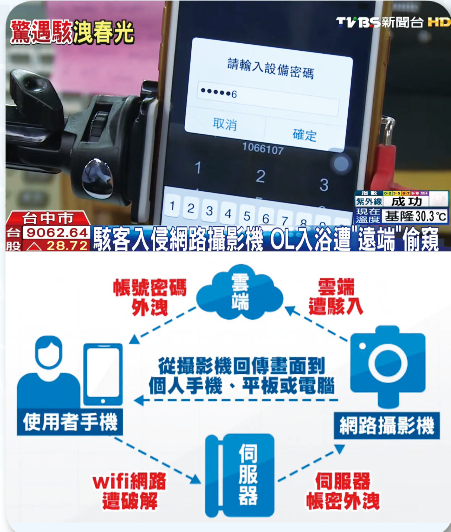 驚遇駭洩春光
TVBS新聞台 HD
請輸入設備密碼
●●●●●6
取消
確定
1066107
1
2
3
1 2 3 4 5 6 7 8 9 0
紫外線 成功
現在溫度 基隆30.3℃
台中市
台股 9062.64
△ 28.72
駭客入侵網路攝影機 OL入浴遭"遠端"偷窺
帳號密碼
外洩
雲端
雲端
遭駭入
從攝影機回傳畫面到
個人手機、平板或電腦
使用者手機
網路攝影機
wifi網路
遭破解
伺服器
伺服器
帳密外洩